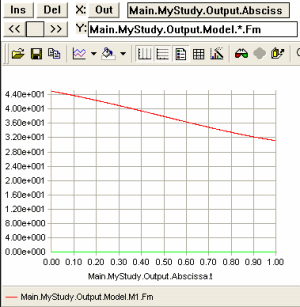 Ins Del X: Out Main.MyStudy.Output.Absciss
<< >> Y: Main.MyStudy.Output.Model.*.Fm
4.40e+001
4.00e+001
3.60e+001
3.20e+001
2.80e+001
2.40e+001
2.00e+001
1.60e+001
1.20e+001
8.00e+000
4.00e+000
0.00e+000
0.00 0.10 0.20 0.30 0.40 0.50 0.60 0.70 0.80 0.90 1.00
Main.MyStudy.Output.Abscissa.t
Main.MyStudy.Output.Model.M1.Fm